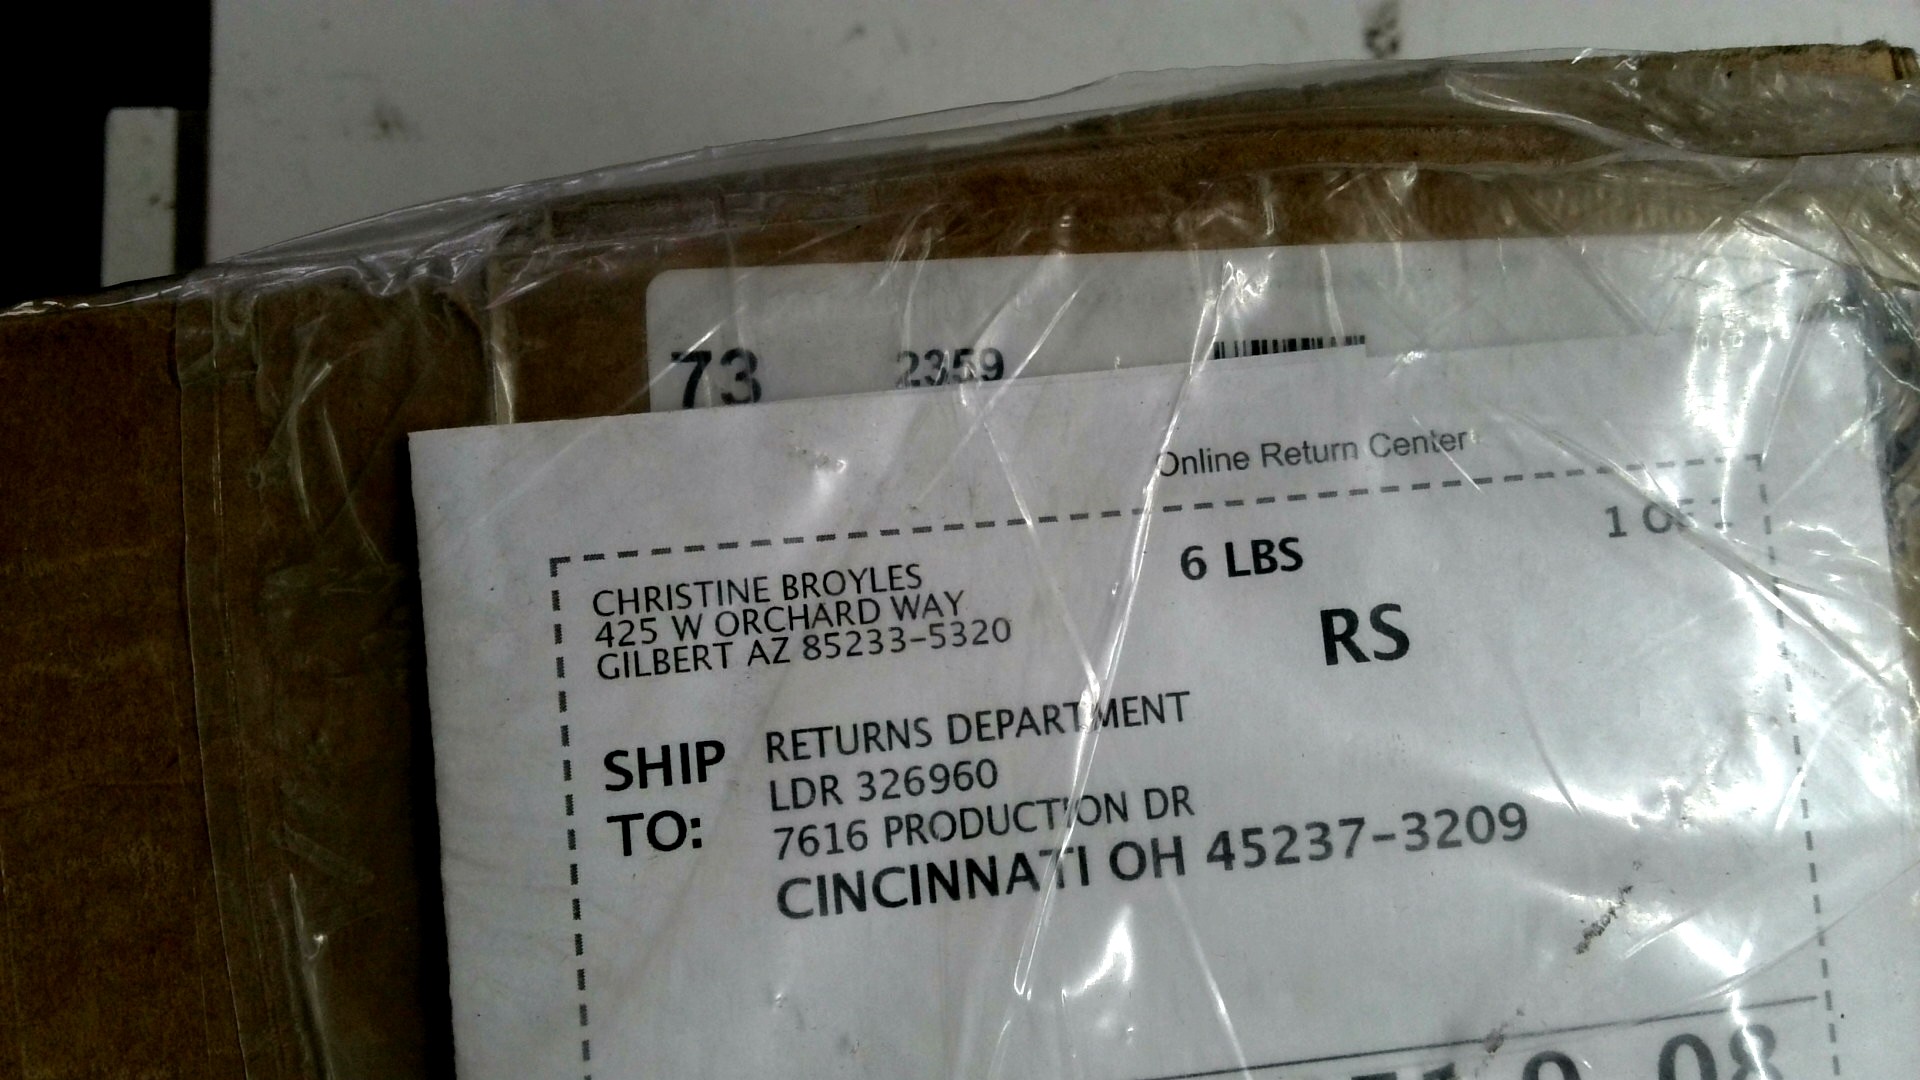 73 2359
Online Return Center
1 OF
6 LBS
RS
CHRISTINE BROYLES
425 W ORCHARD WAY
GILBERT AZ 85233-5320
SHIP TO:
RETURNS DEPARTMENT
LDR 326960
7616 PRODUCTION DR
CINCINNATI OH 45237-3209